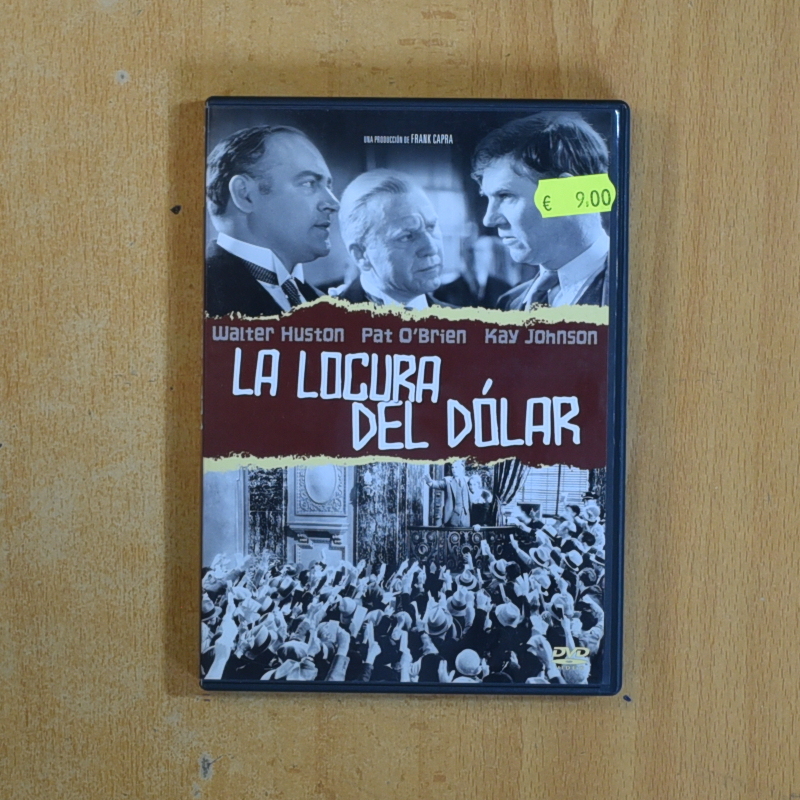 UNA PRODUCCIÓN DE FRANK CAPRA
€ 9.00
Walter Huston Pat O'Brien Kay Johnson
LA LOCURA
DEL DÓLAR
DVD